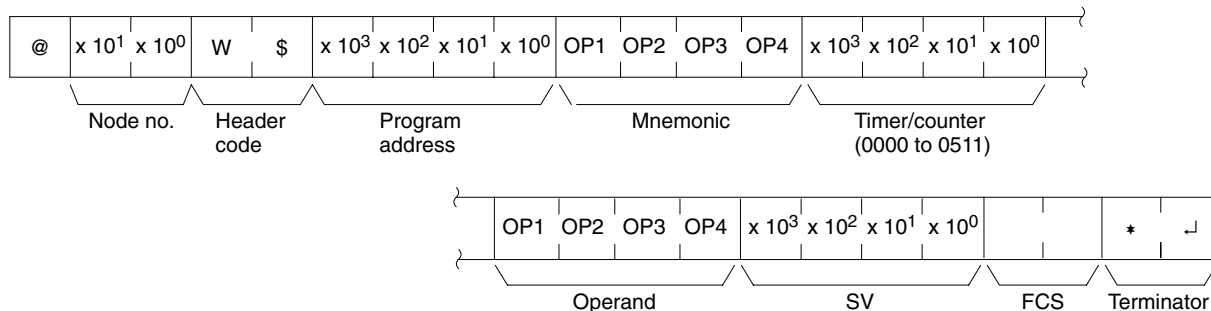 @ x 10¹ x 10⁰ W $ x 10³ x 10² x 10¹ x 10⁰ OP1 OP2 OP3 OP4 x 10³ x 10² x 10¹ x 10⁰
Node no. Header code Program address Mnemonic Timer/counter (0000 to 0511)
OP1 OP2 OP3 OP4 x 10³ x 10² x 10¹ x 10⁰ * ↵
Operand SV FCS Terminator